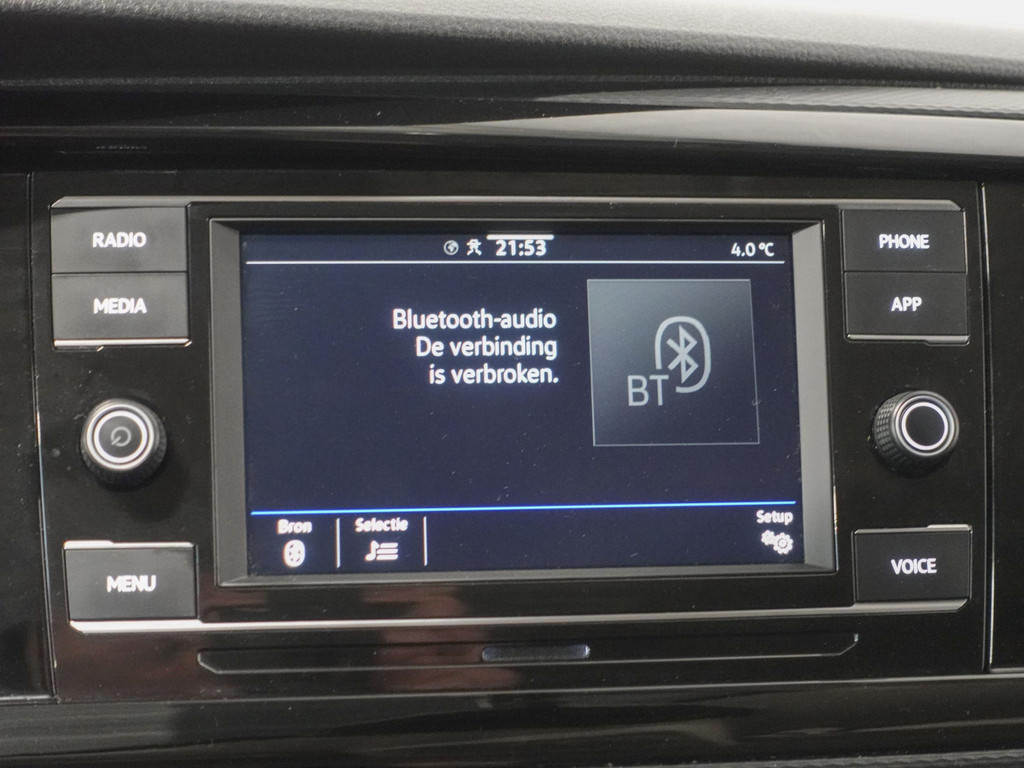 RADIO
MEDIA
MENU
21:53
4.0 °C
Bluetooth-audio
De verbinding
is verbroken.
BT
Bron
Selectie
Setup
PHONE
APP
VOICE